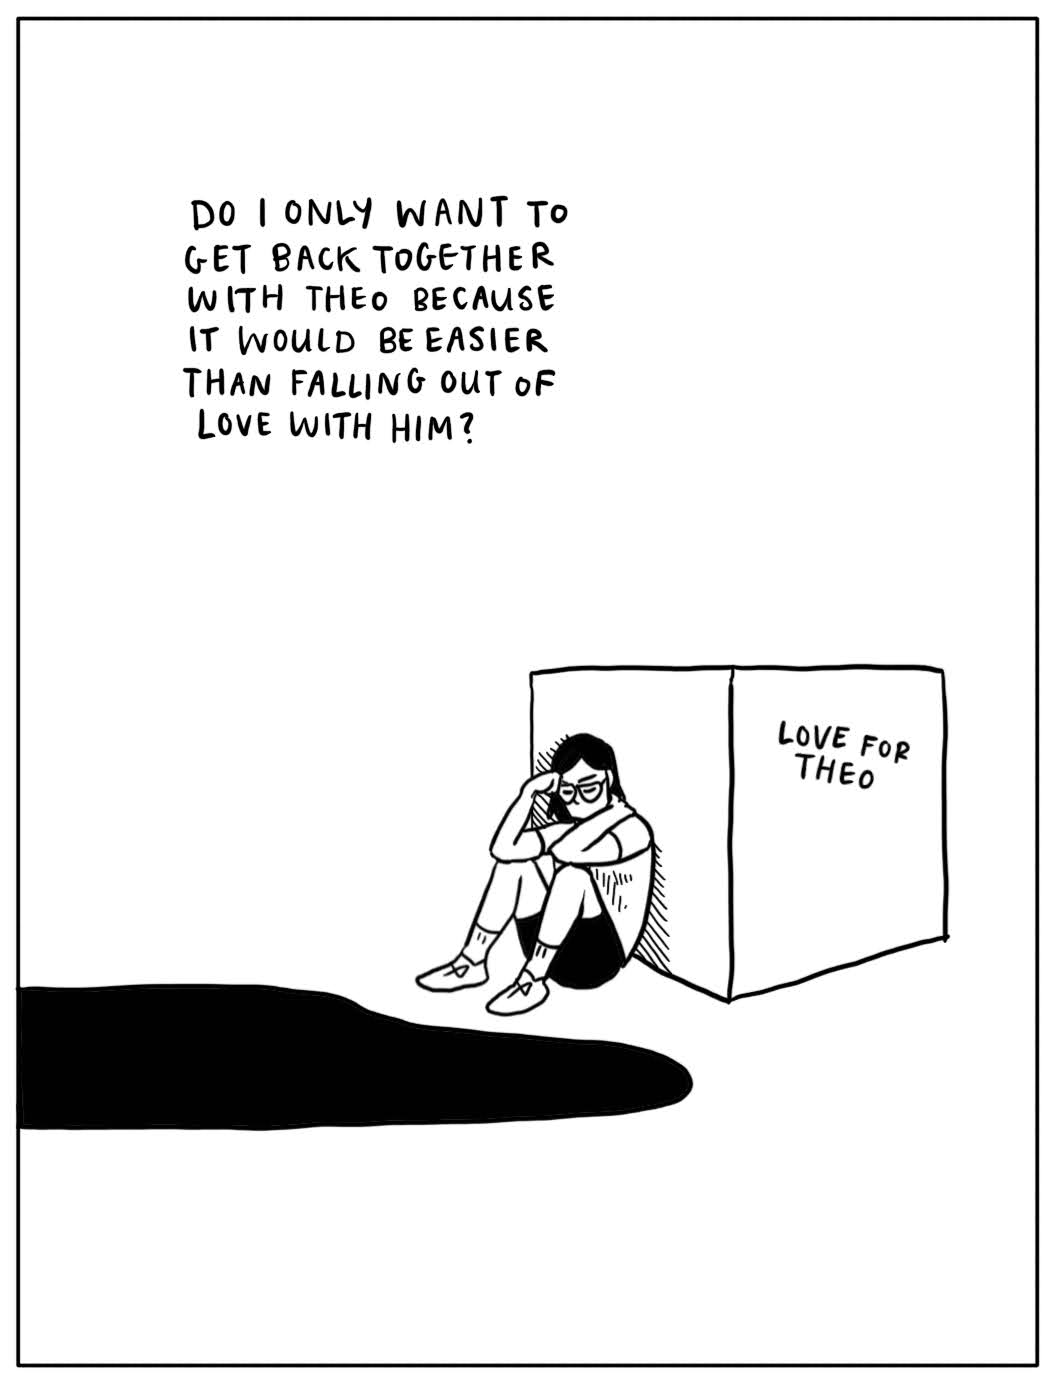 DO I ONLY WANT TO
GET BACK TOGETHER
WITH THEO BECAUSE
IT WOULD BE EASIER
THAN FALLING OUT OF
LOVE WITH HIM?
LOVE FOR
THEO